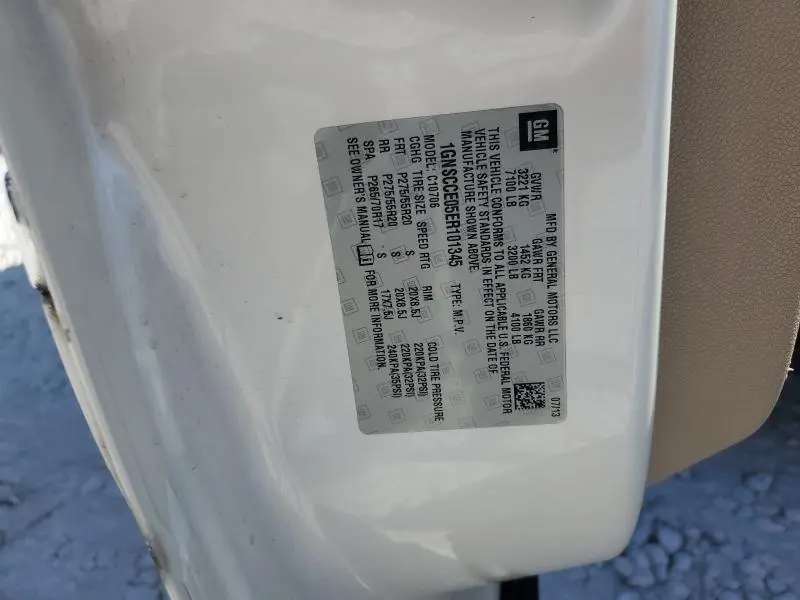 GM
MFD BY GENERAL MOTORS LLC 07/13
GVWR GAWR FRT GAWR RR
3221 KG 1452 KG 1860 KG
7100 LB 3200 LB 4100 LB
THIS VEHICLE CONFORMS TO ALL APPLICABLE U.S. FEDERAL MOTOR
VEHICLE SAFETY STANDARDS IN EFFECT ON THE DATE OF
MANUFACTURE SHOWN ABOVE.
1GNSCCE05ER101345 TYPE: M.P.V.
MODEL: C10706
CGHG TIRE SIZE SPEED RTG RIM COLD TIRE PRESSURE
FRT P275/55R20 S 20X8.5J 220KPA(32PSI)
RR P275/55R20 S 20X8.5J 220KPA(32PSI)
SPA P265/70R17 S 17X7.5J 240KPA(35PSI)
SEE OWNER'S MANUAL FOR MORE INFORMATION.